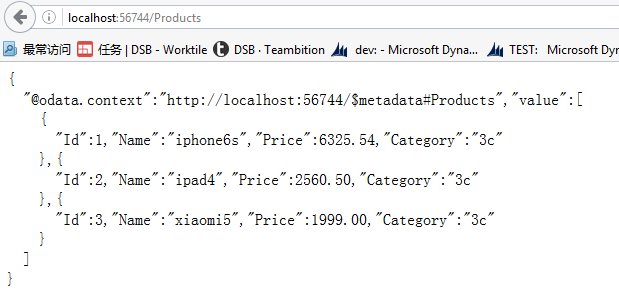 localhost:56744/Products
最常访问 任务 | DSB - Worktile DSB · Teambition dev: - Microsoft Dyna... TEST: Microsoft Dynam
{
"@odata.context":"http://localhost:56744/$metadata#Products","value":[
{
"Id":1,"Name":"iphone6s","Price":6325.54,"Category":"3c"
},{
"Id":2,"Name":"ipad4","Price":2560.50,"Category":"3c"
},{
"Id":3,"Name":"xiaomi5","Price":1999.00,"Category":"3c"
}
]
}